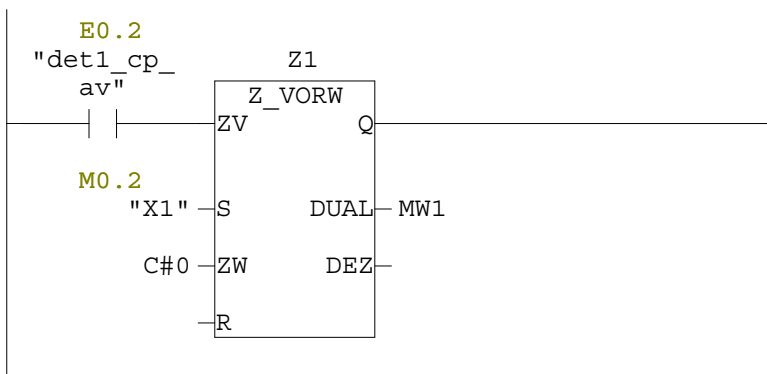 E0.2
"det1_cp_
av"
Z1
Z_VORW
ZV Q
M0.2
"X1" S DUAL MW1
C#0 ZW DEZ
R